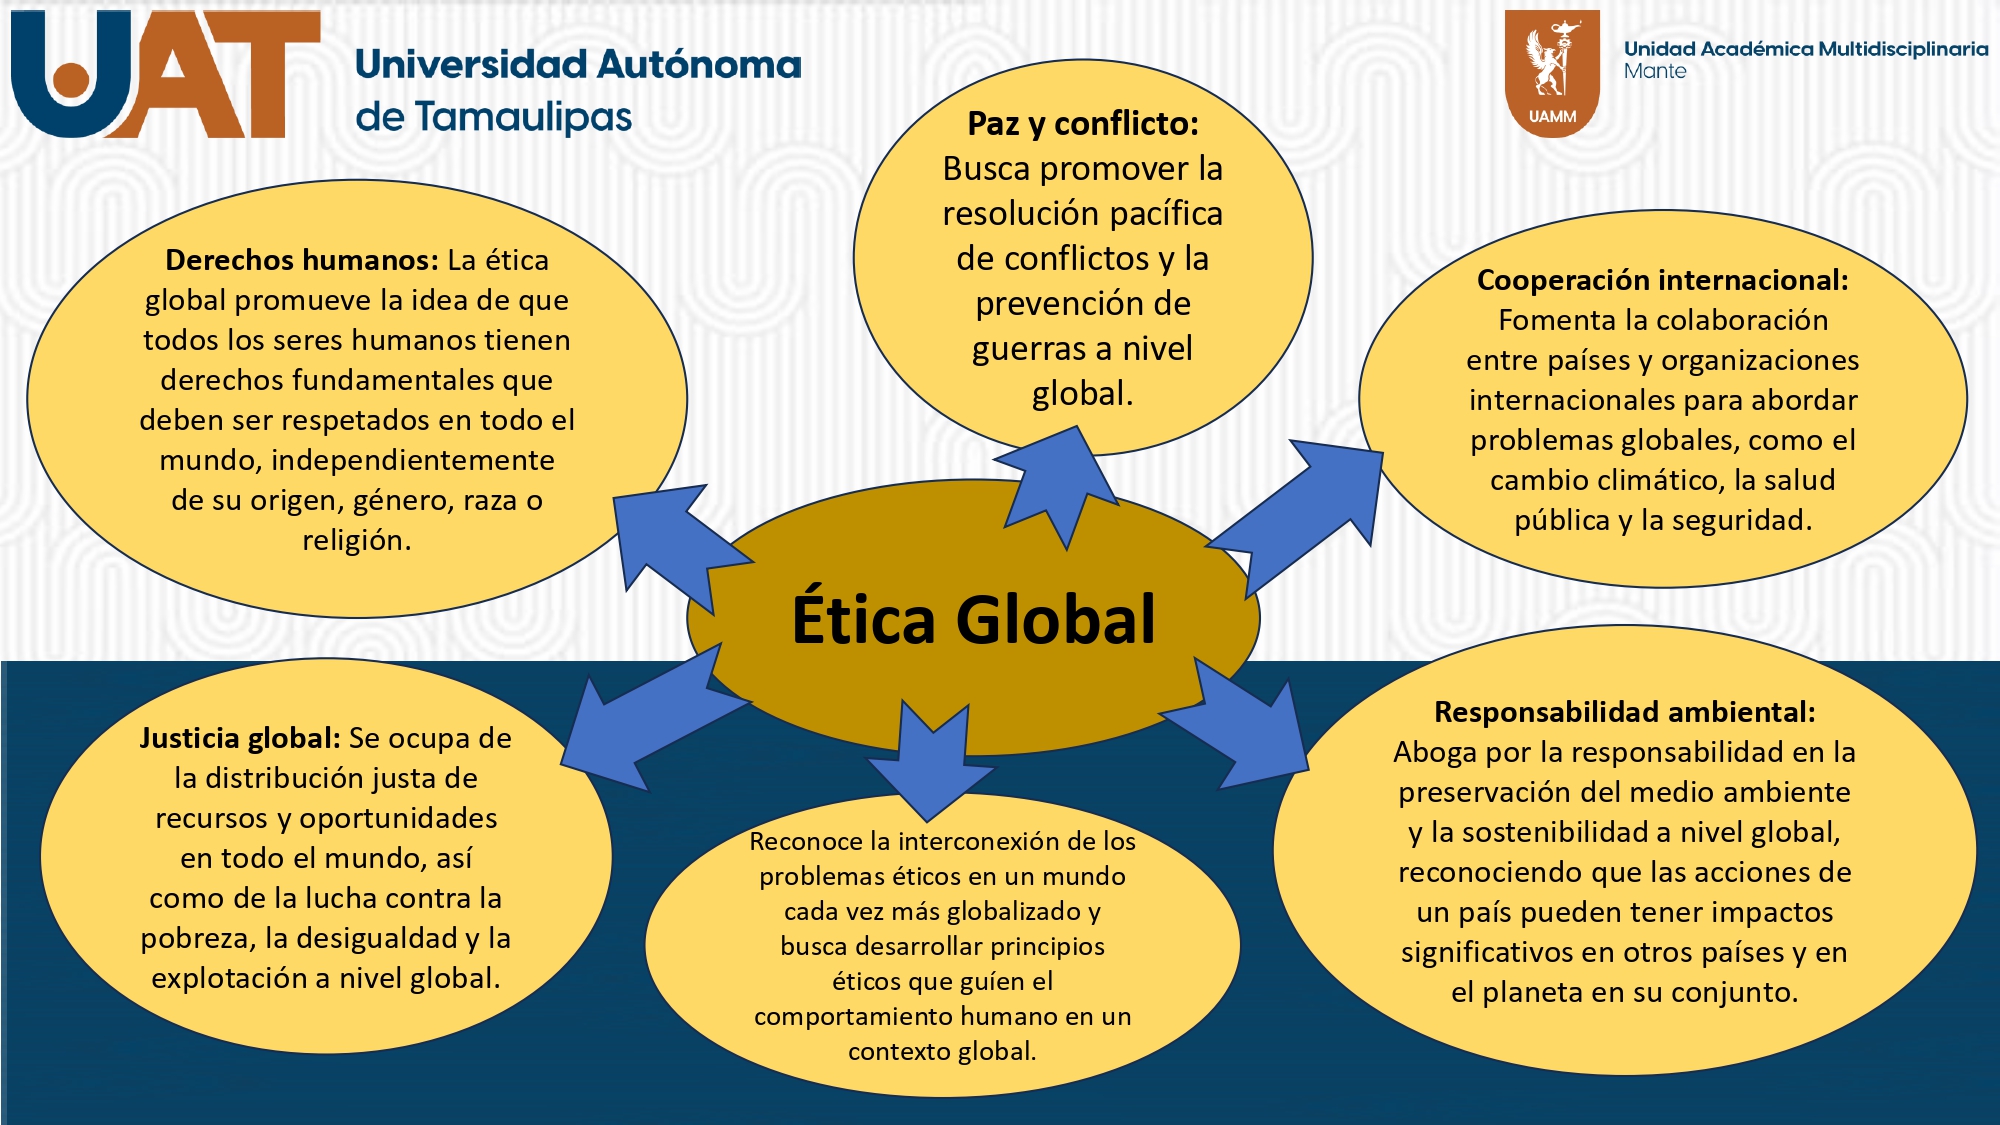 UAT
Universidad Autónoma
de Tamaulipas
UAMM
Unidad Académica Multidisciplinaria
Mante
Paz y conflicto:
Busca promover la
resolución pacífica
de conflictos y la
prevención de
guerras a nivel
global.
Derechos humanos: La ética
global promueve la idea de que
todos los seres humanos tienen
derechos fundamentales que
deben ser respetados en todo el
mundo, independientemente
de su origen, género, raza o
religión.
Cooperación internacional:
Fomenta la colaboración
entre países y organizaciones
internacionales para abordar
problemas globales, como el
cambio climático, la salud
pública y la seguridad.
Ética Global
Justicia global: Se ocupa de
la distribución justa de
recursos y oportunidades
en todo el mundo, así
como de la lucha contra la
pobreza, la desigualdad y la
explotación a nivel global.
Reconoce la interconexión de los
problemas éticos en un mundo
cada vez más globalizado y
busca desarrollar principios
éticos que guíen el
comportamiento humano en un
contexto global.
Responsabilidad ambiental:
Aboga por la responsabilidad en la
preservación del medio ambiente
y la sostenibilidad a nivel global,
reconociendo que las acciones de
un país pueden tener impactos
significativos en otros países y en
el planeta en su conjunto.